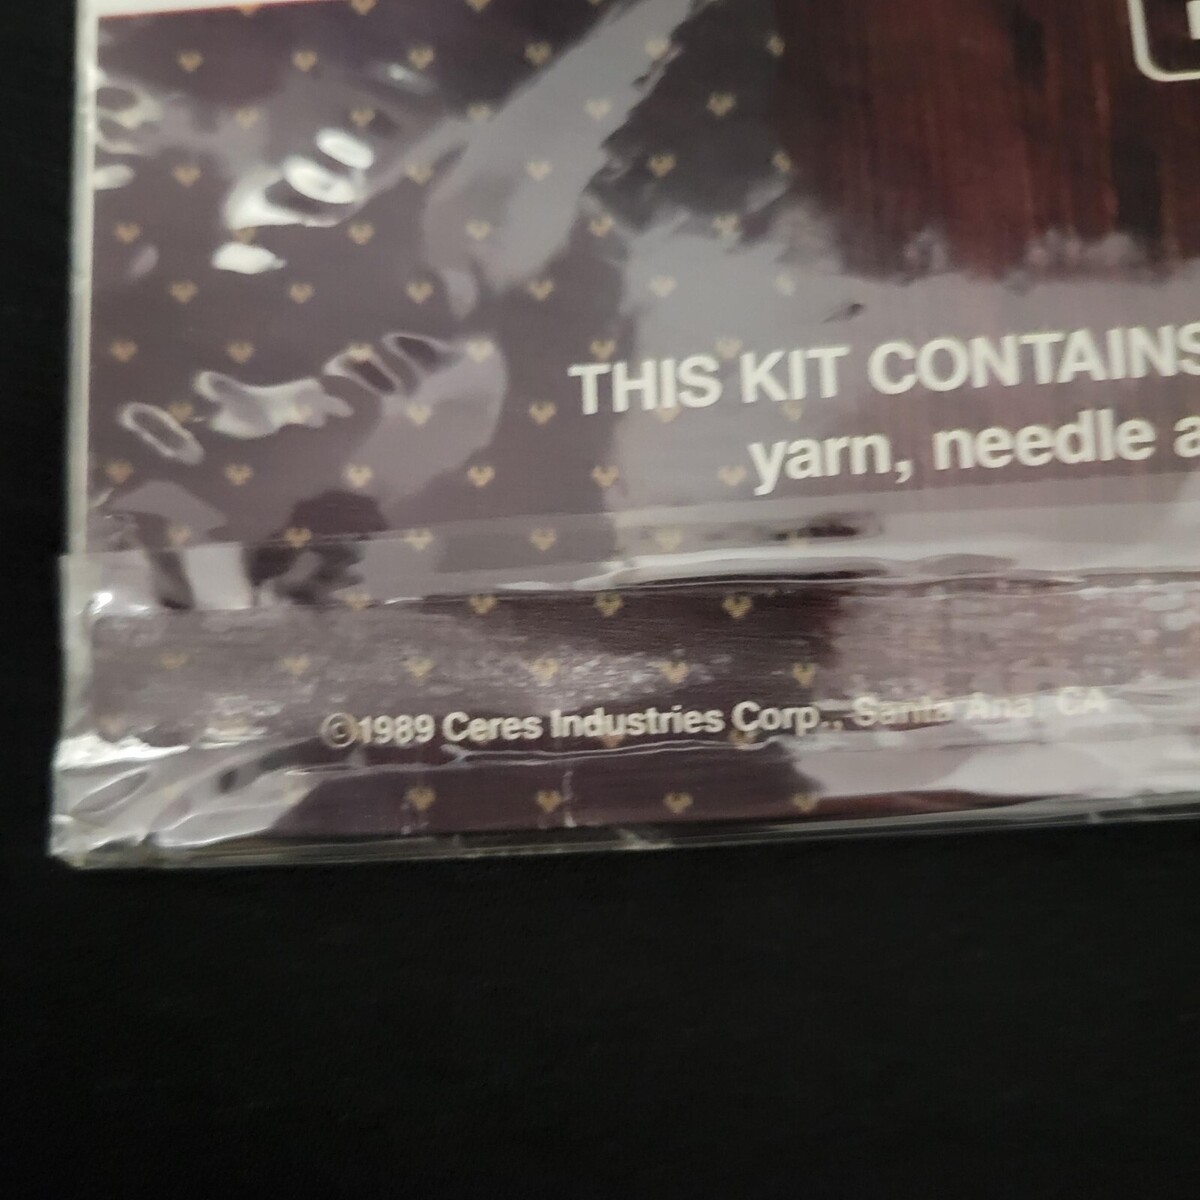 THIS KIT CONTAINS
yarn, needle a
©1989 Ceres Industries Corp., Santa Ana, CA